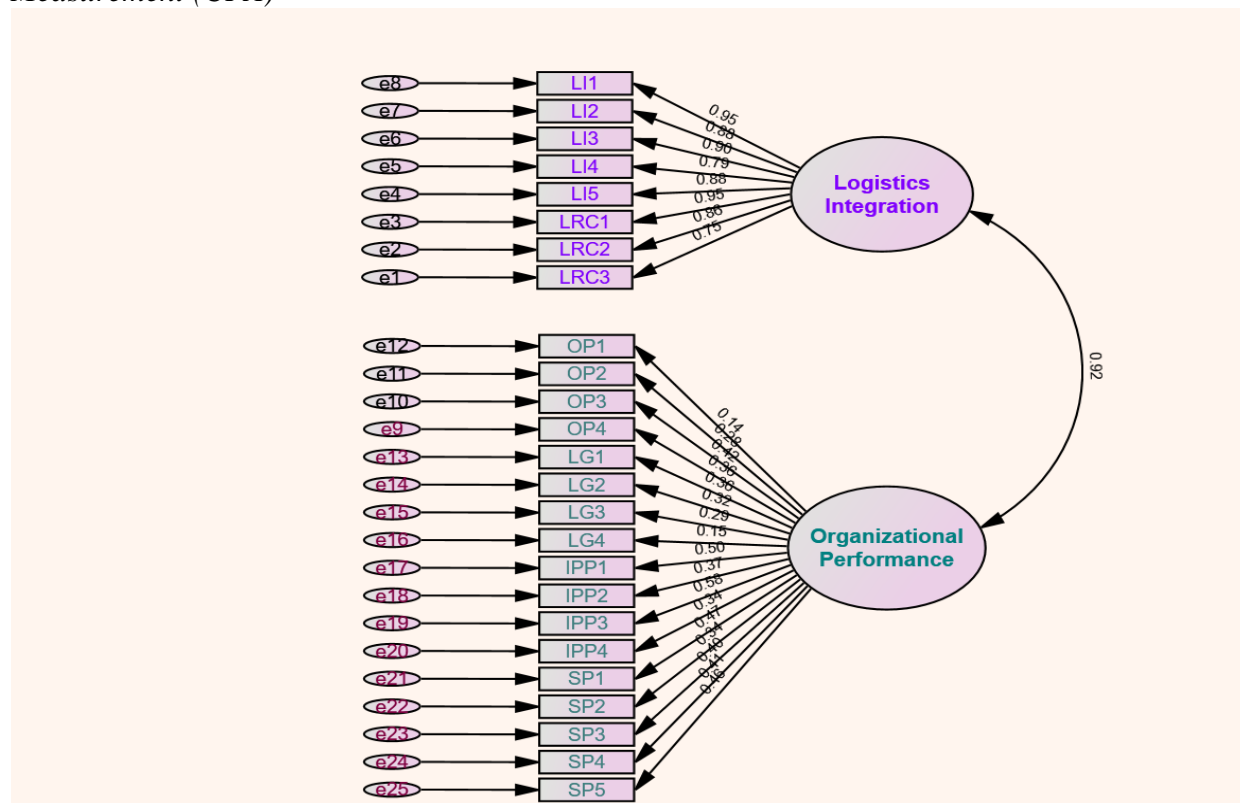 Measurement (CFA)
e8 LI1
e7 LI2
e6 LI3
e5 LI4
e4 LI5
e3 LRC1
e2 LRC2
e1 LRC3
0.95
0.88
0.90
0.79
0.88
0.95
0.86
0.75
Logistics
Integration
0.92
e12 OP1
e11 OP2
e10 OP3
e9 OP4
e13 LG1
e14 LG2
e15 LG3
e16 LG4
e17 IPP1
e18 IPP2
e19 IPP3
e20 IPP4
e21 SP1
e22 SP2
e23 SP3
e24 SP4
e25 SP5
0.14
0.28
0.42
0.36
0.36
0.32
0.29
0.15
0.50
0.37
0.58
Organizational
Performance